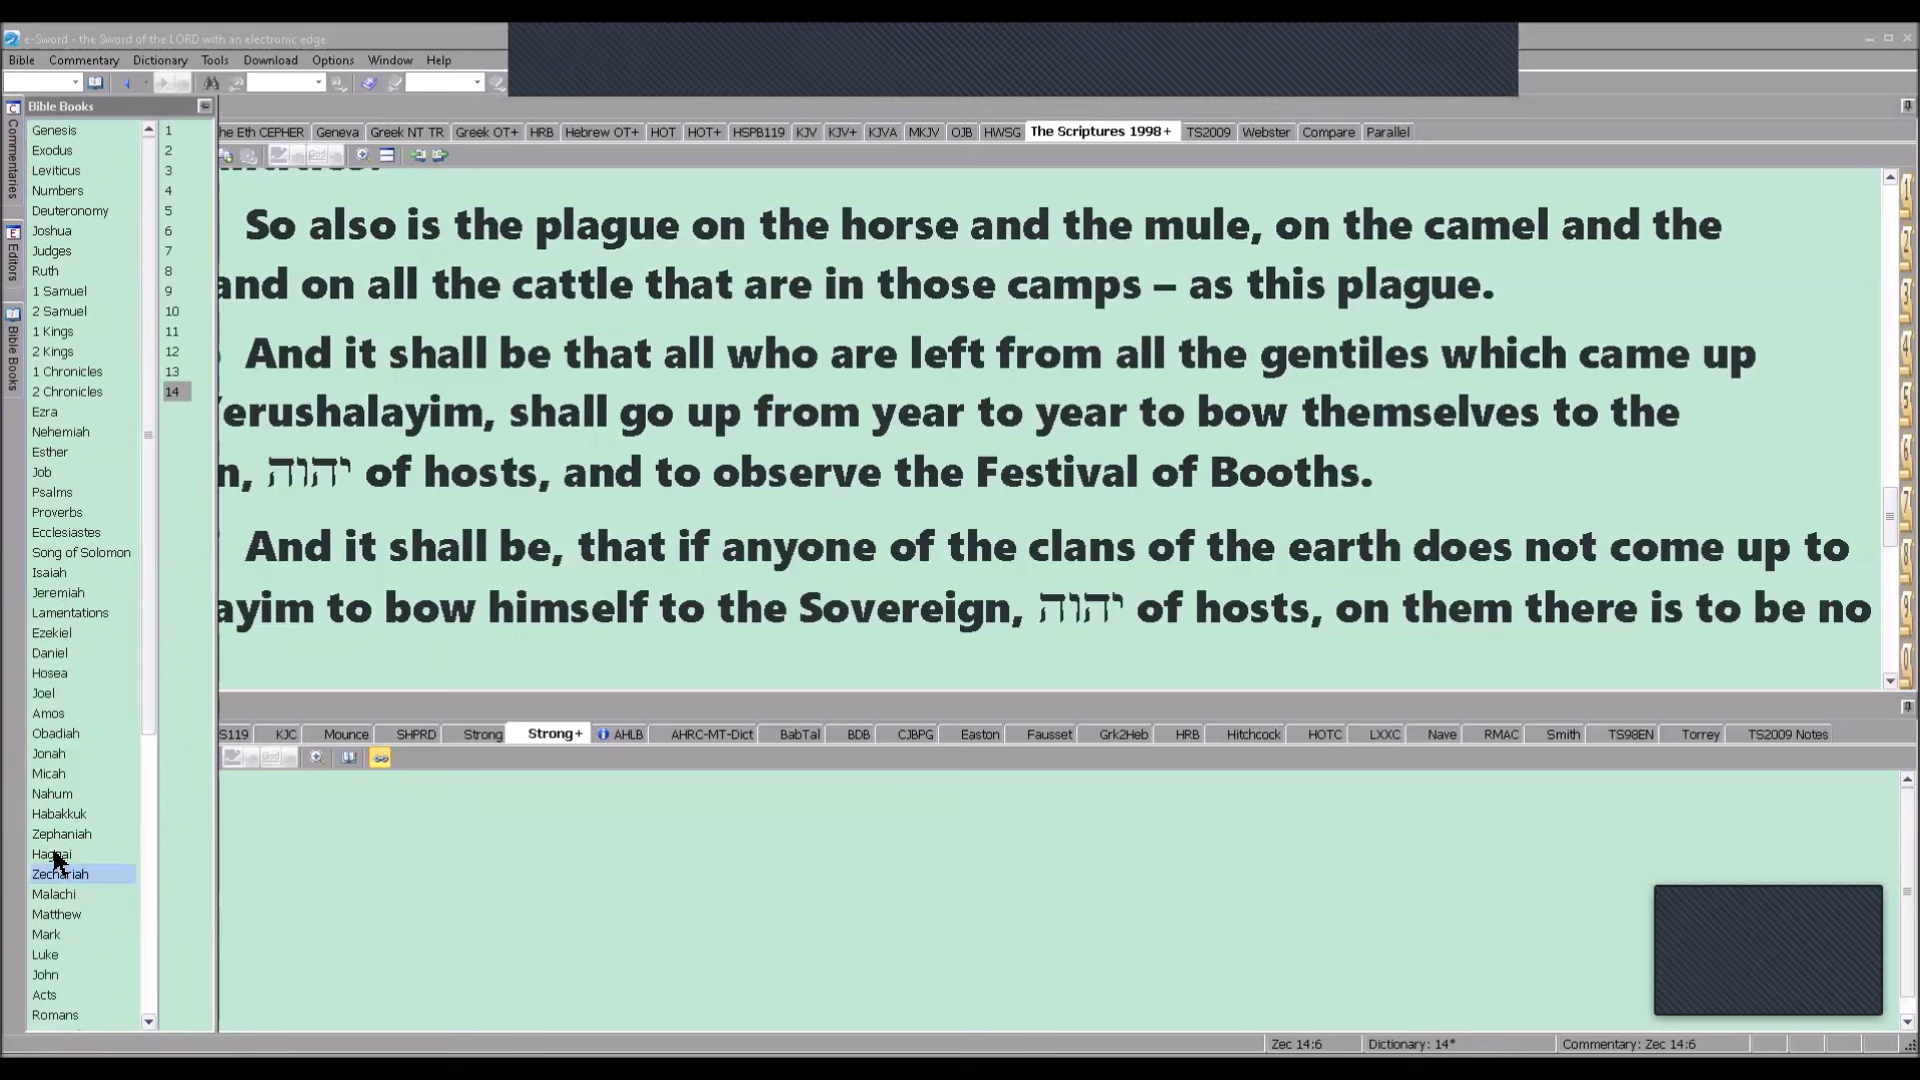 e-Sword - the Sword of the LORD with an electronic edge
Bible Commentary Dictionary Tools Download Options Window Help
Bible Books
Commentaries
Editors
Bible Books
Genesis
Exodus
Leviticus
Numbers
Deuteronomy
Joshua
Judges
Ruth
1 Samuel
2 Samuel
1 Kings
2 Kings
1 Chronicles
2 Chronicles
Ezra
Nehemiah
Esther
Job
Psalms
Proverbs
Ecclesiastes
Song of Solomon
Isaiah
Jeremiah
Lamentations
Ezekiel
Daniel
Hosea
Joel
Amos
Obadiah
Jonah
Micah
Nahum
Habakkuk
Zephaniah
Haggai
Zechariah
Malachi
Matthew
Mark
Luke
John
Acts
Romans
1
2
3
4
5
6
7
8
9
10
11
12
13
14
he Eth CEPHER Geneva Greek NT TR Greek OT+ HRB Hebrew OT+ HOT HOT+ HSPB119 KJV KJV+ KJVA MKJV OJB HWSG The Scriptures 1998+ TS2009 Webster Compare Parallel
So also is the plague on the horse and the mule, on the camel and the
and on all the cattle that are in those camps – as this plague.
And it shall be that all who are left from all the gentiles which came up
erushalayim, shall go up from year to year to bow themselves to the
n, יהוה of hosts, and to observe the Festival of Booths.
And it shall be, that if anyone of the clans of the earth does not come up to
ayim to bow himself to the Sovereign, יהוה of hosts, on them there is to be no
S119 KJC Mounce SHPRD Strong Strong+ AHLB AHRC-MT-Dict BabTal BDB CJBPG Easton Fausset Grk2Heb HRB Hitchcock HOTC LXXC Nave RMAC Smith TS98EN Torrey TS2009 Notes
Zec 14:6 Dictionary: 14* Commentary: Zec 14:6